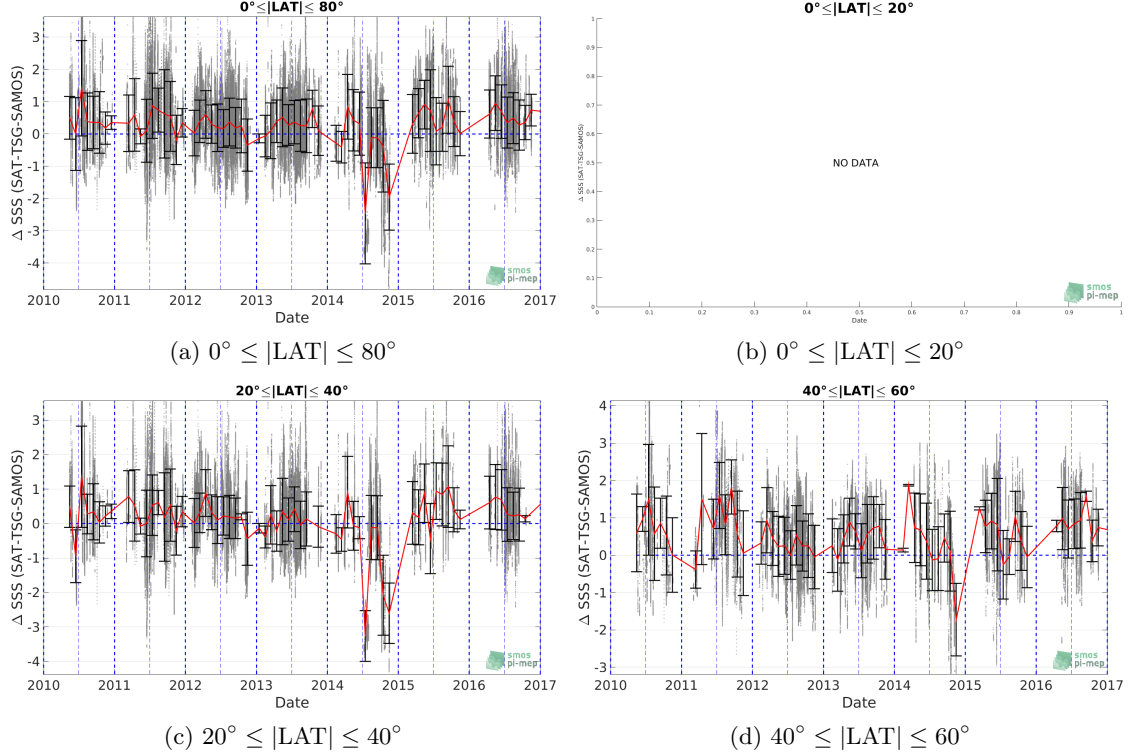 0°≤|LAT|≤ 80°
Δ SSS (SAT-TSG-SAMOS)
3
2
1
0
-1
-2
-3
-4
2010 2011 2012 2013 2014 2015 2016 2017
Date
smos
pi-mep
(a) 0° ≤ |LAT| ≤ 80°
0°≤|LAT|≤ 20°
Δ SSS (SAT-TSG-SAMOS)
1
0.9
0.8
0.7
0.6
0.5
0.4
0.3
0.2
0.1
0
NO DATA
0 0.1 0.2 0.3 0.4 0.5 0.6 0.7 0.8 0.9 1
Date
smos
pi-mep
(b) 0° ≤ |LAT| ≤ 20°
20°≤|LAT|≤ 40°
Δ SSS (SAT-TSG-SAMOS)
3
2
1
0
-1
-2
-3
-4
2010 2011 2012 2013 2014 2015 2016 2017
Date
smos
pi-mep
(c) 20° ≤ |LAT| ≤ 40°
40°≤|LAT|≤ 60°
Δ SSS (SAT-TSG-SAMOS)
4
3
2
1
0
-1
-2
-3
2010 2011 2012 2013 2014 2015 2016 2017
Date
smos
pi-mep
(d) 40° ≤ |LAT| ≤ 60°